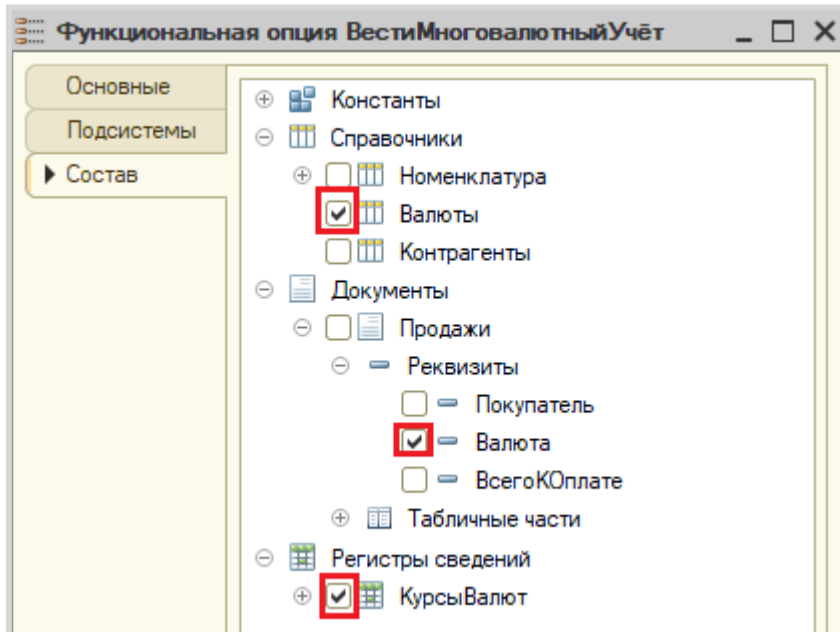 Функциональная опция ВестиМноговалютныйУчёт
Основные
Подсистемы
Состав
Константы
Справочники
Номенклатура
Валюты
Контрагенты
Документы
Продажи
Реквизиты
Покупатель
Валюта
ВсегоКОплате
Табличные части
Регистры сведений
КурсыВалют